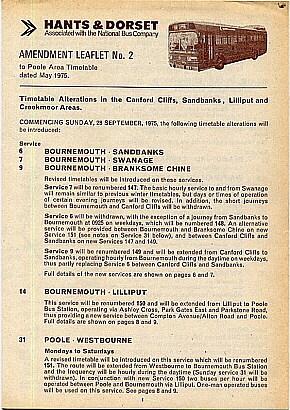 HANTS & DORSET
Associated with the National Bus Company
AMENDMENT LEAFLET No. 2
to Poole Area Timetable
dated May 1975.
Timetable Alterations in the Canford Cliffs, Sandbanks, Lilliput and
Creekmoor Areas.
COMMENCING SUNDAY, 28 SEPTEMBER, 1975, the following timetable alterations will
be introduced:
Service
6 BOURNEMOUTH - SANDBANKS
7 BOURNEMOUTH - SWANAGE
9 BOURNEMOUTH - BRANKSOME CHINE
Revised timetables will be introduced on these services.
Service 7 will be renumbered 147. The basic hourly service to and from Swanage
will remain similar to previous winter timetables, but days or times of operation
of certain evening journeys will be revised. In addition, the short journeys
between Bournemouth and Canford Cliffs will be withdrawn.
Service 6 will be withdrawn, with the exception of a journey from Sandbanks to
Bournemouth at 0925 on weekdays, which will be numbered 148. An alternative
service will be provided between Bournemouth and Branksome Chine on new
Service 151 (see notes on Service 31 below), and between Canford Cliffs and
Sandbanks on new Services 147 and 149.
Service 9 will be renumbered 149 and will be extended from Canford Cliffs to
Sandbanks, operating hourly from Bournemouth during the daytime on weekdays,
thus partly replacing Service 6 between Canford Cliffs and Sandbanks.
Full details of the new services are shown on pages 6 and 7.
14 BOURNEMOUTH - LILLIPUT
This service will be renumbered 150 and will be extended from Lilliput to Poole
Bus Station, operating via Ashley Cross, Park Gates East and Parkstone Road,
thus providing a new service between Compton Avenue/Alton Road and Poole.
Full details are shown on pages 8 and 9.
31 POOLE - WESTBOURNE
Mondays to Saturdays
A revised timetable will be introduced on this service which will be renumbered
151. The route will be extended from Westbourne to Bournemouth Bus Station
and the frequency will be hourly during the daytime (Sunday service 31 will be
withdrawn). In conjunction with new Service 150 two buses per hour will be
operated between Poole and Bournemouth via Lilliput. One-man operated buses
will be used on this service. See pages 8 and 9.
1